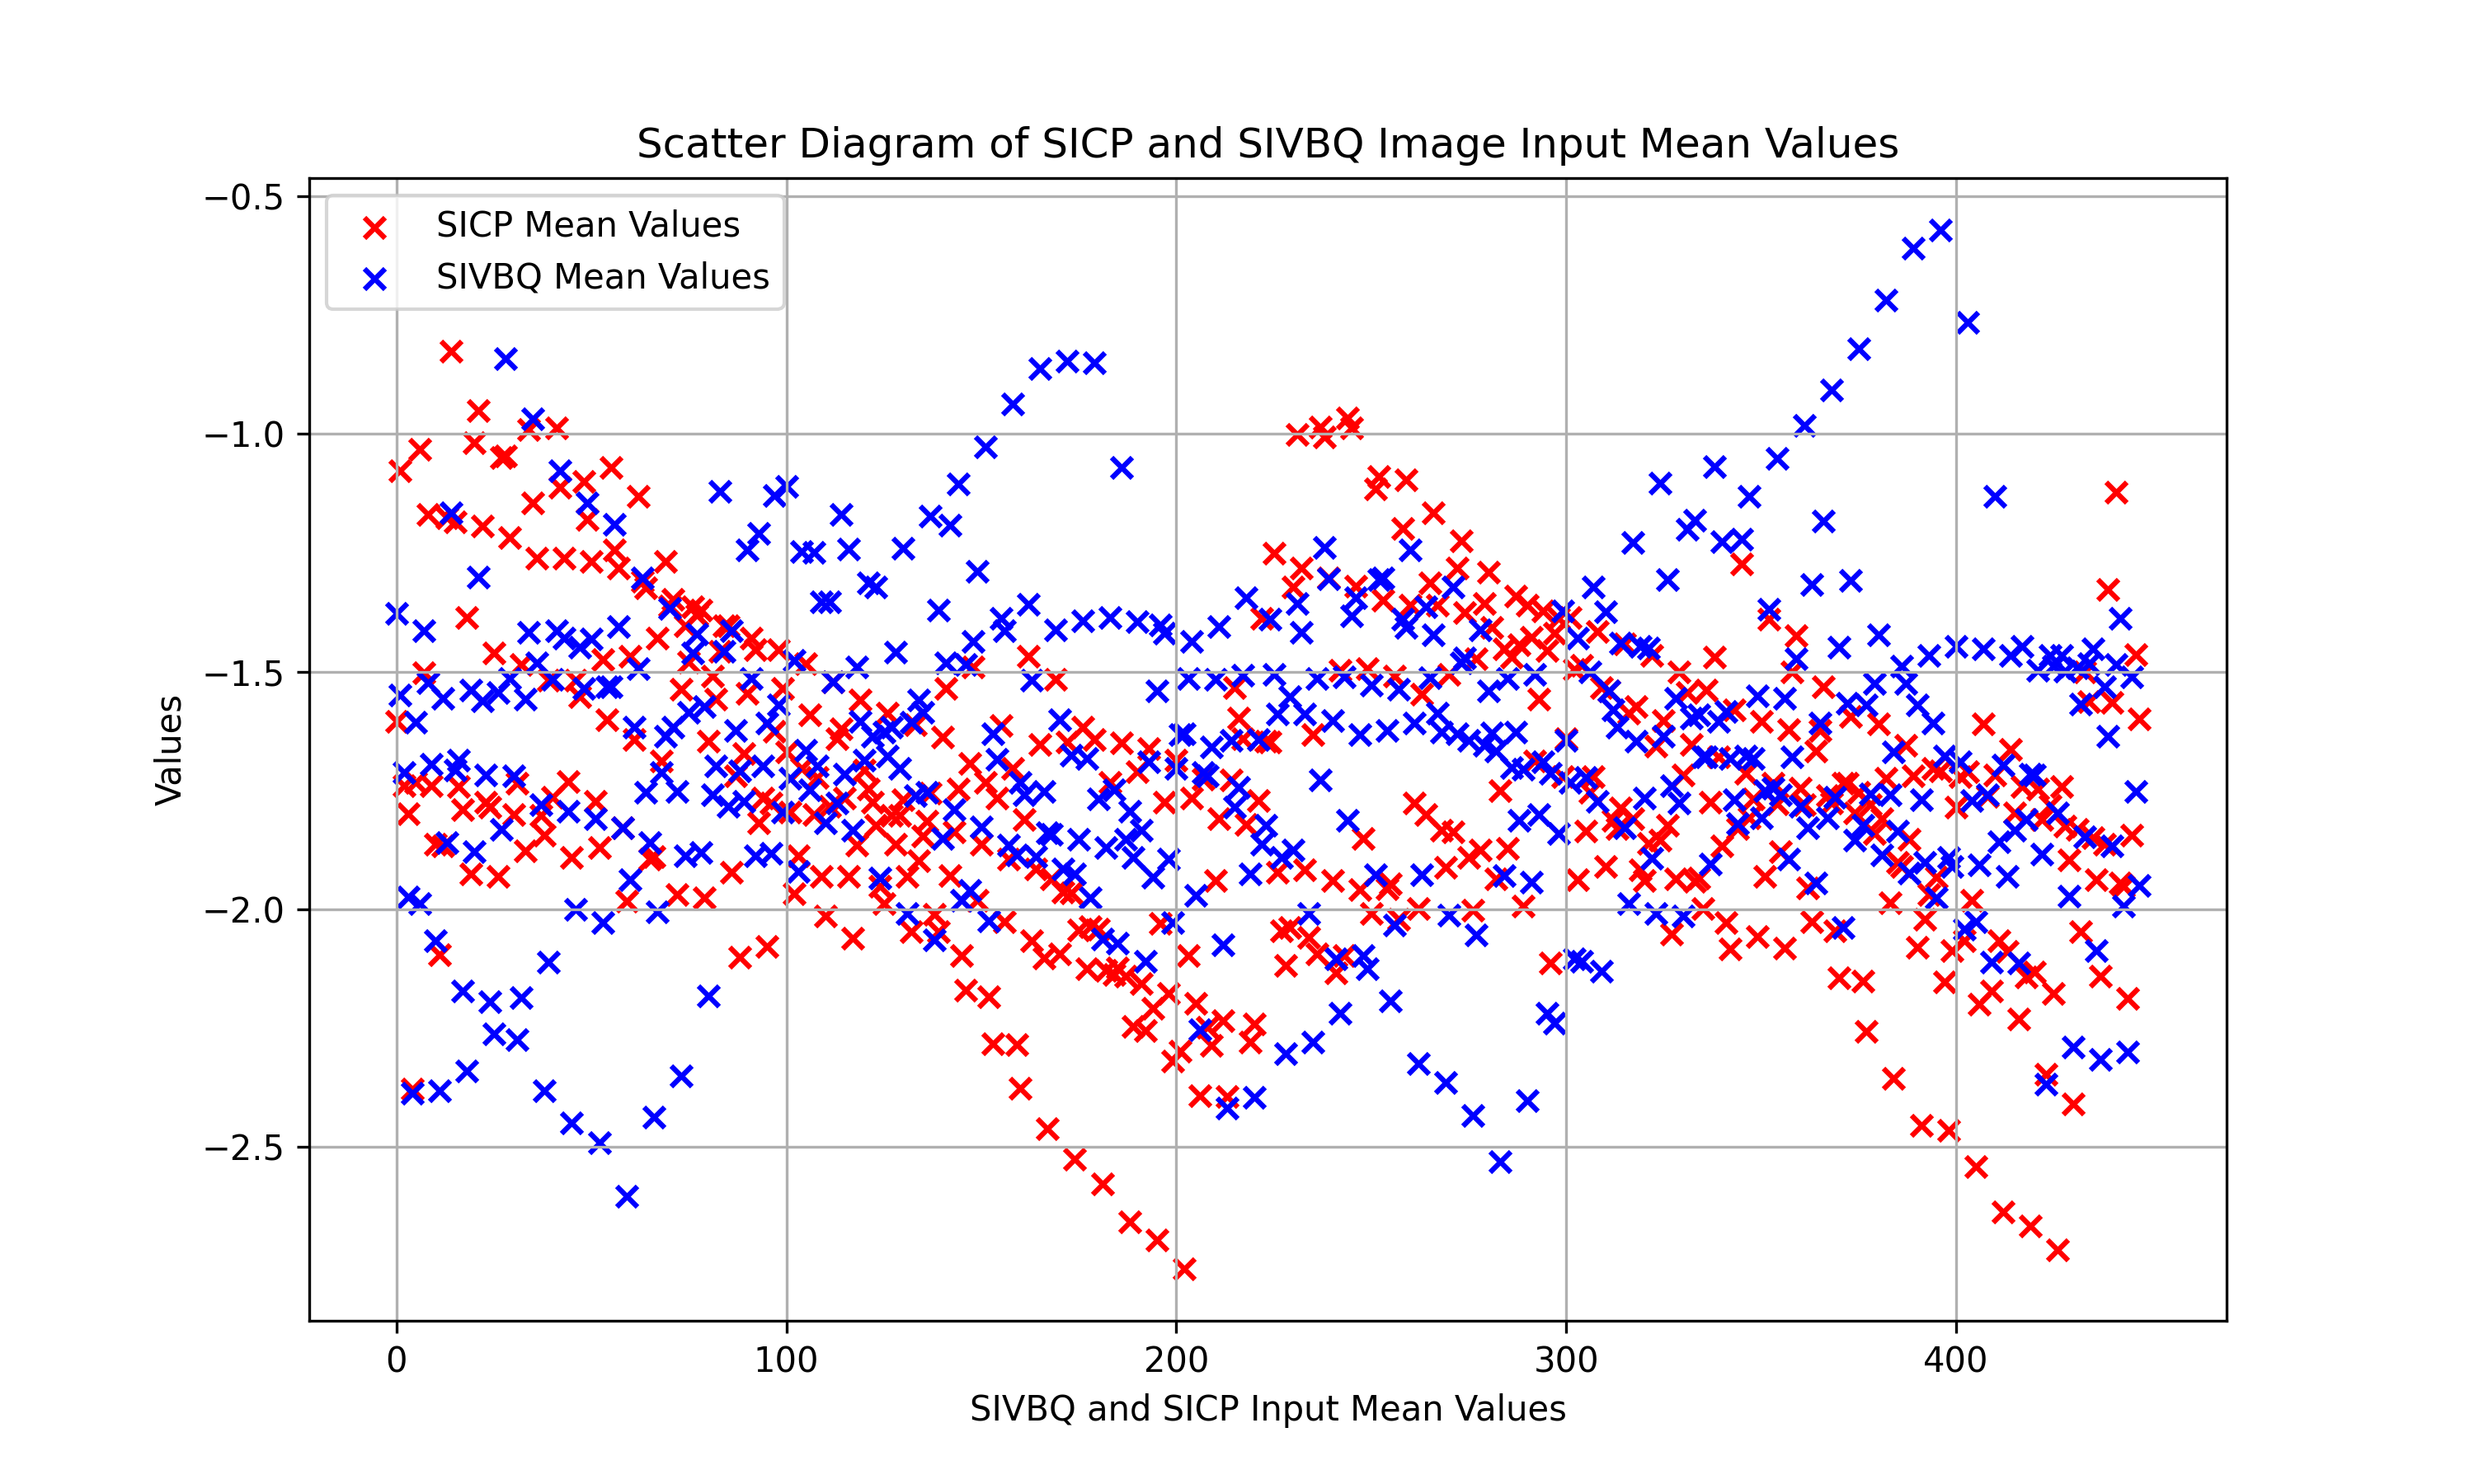 Scatter Diagram of SICP and SIVBQ Image Input Mean Values
SICP Mean Values
SIVBQ Mean Values
Values
−0.5
−1.0
−1.5
−2.0
−2.5
0 100 200 300 400
SIVBQ and SICP Input Mean Values